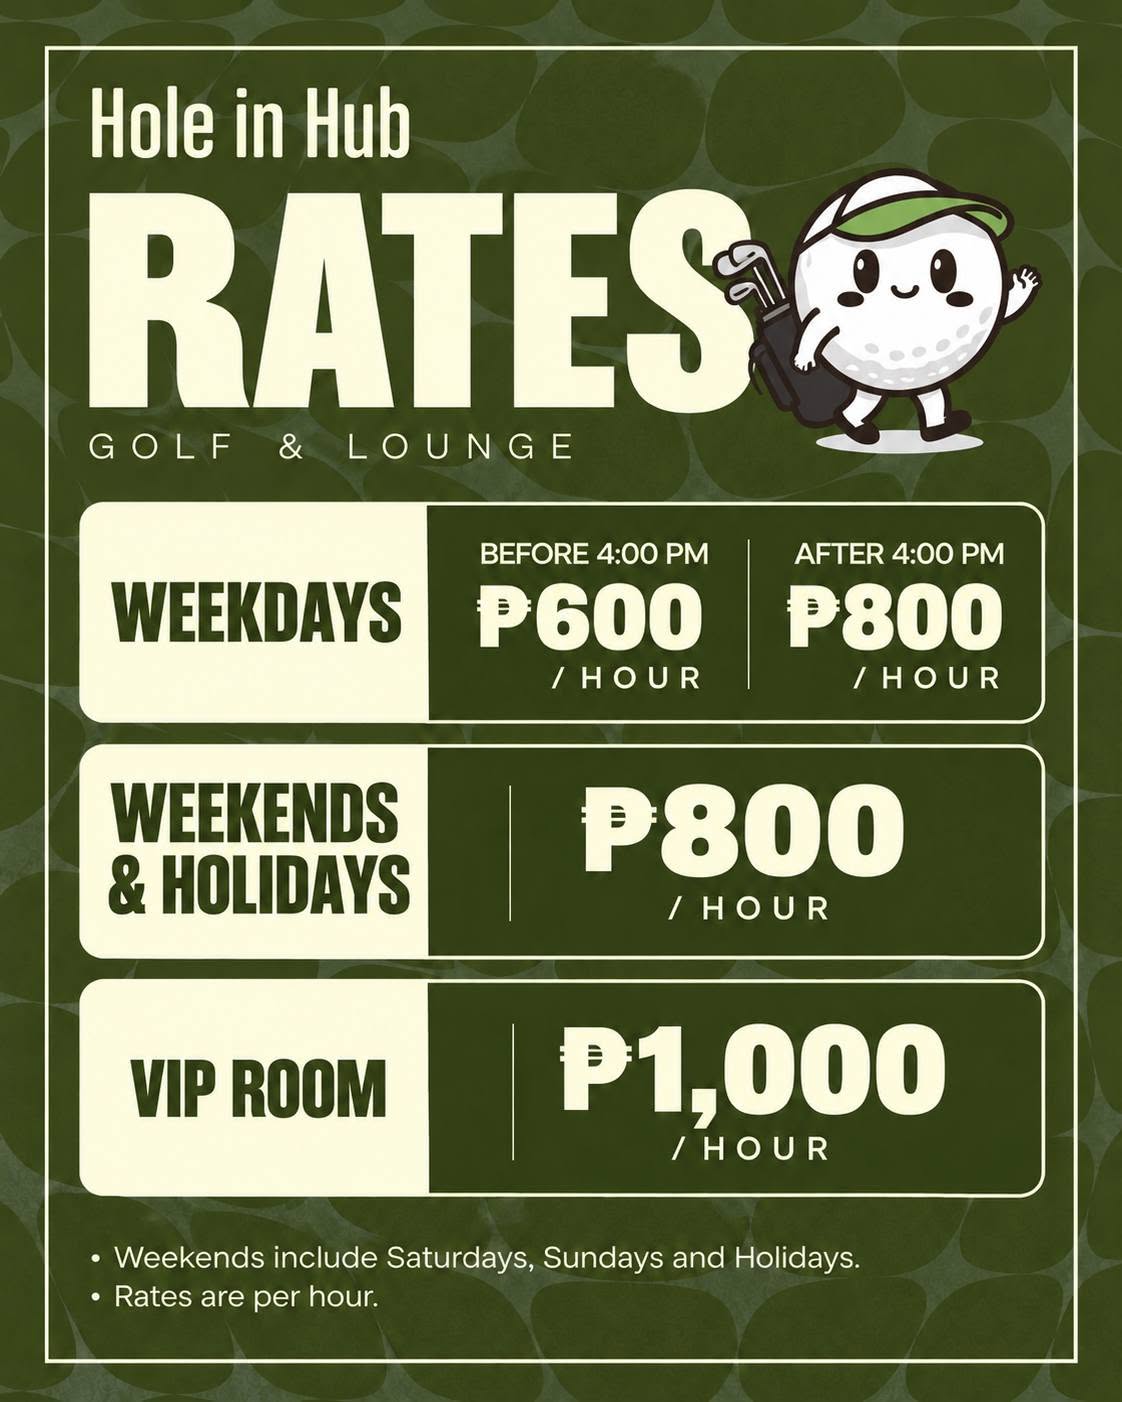 Hole in Hub
RATES
GOLF & LOUNGE
WEEKDAYS
BEFORE 4:00 PM
₱600
/ HOUR
AFTER 4:00 PM
₱800
/ HOUR
WEEKENDS
& HOLIDAYS
₱800
/ HOUR
VIP ROOM
₱1,000
/ HOUR
• Weekends include Saturdays, Sundays and Holidays.
• Rates are per hour.